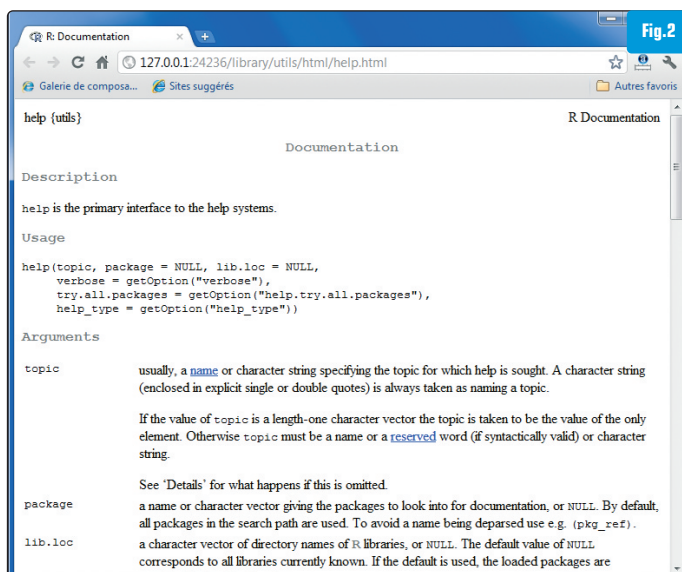 Fig.2
R: Documentation
127.0.0.1:24236/library/utils/html/help.html
Galerie de composa... Sites suggérés Autres favoris
help {utils} R Documentation
Documentation
Description
help is the primary interface to the help systems.
Usage
help(topic, package = NULL, lib.loc = NULL,
verbose = getOption("verbose"),
try.all.packages = getOption("help.try.all.packages"),
help_type = getOption("help_type"))
Arguments
topic usually, a name or character string specifying the topic for which help is sought. A character string
(enclosed in explicit single or double quotes) is always taken as naming a topic.
If the value of topic is a length-one character vector the topic is taken to be the value of the only
element. Otherwise topic must be a name or a reserved word (if syntactically valid) or character
string.
See ‘Details’ for what happens if this is omitted.
package a name or character vector giving the packages to look into for documentation, or NULL. By default,
all packages in the search path are used. To avoid a name being deparsed use e.g. (pkg_ref).
lib.loc a character vector of directory names of R libraries, or NULL. The default value of NULL
corresponds to all libraries currently known. If the default is used, the loaded packages are